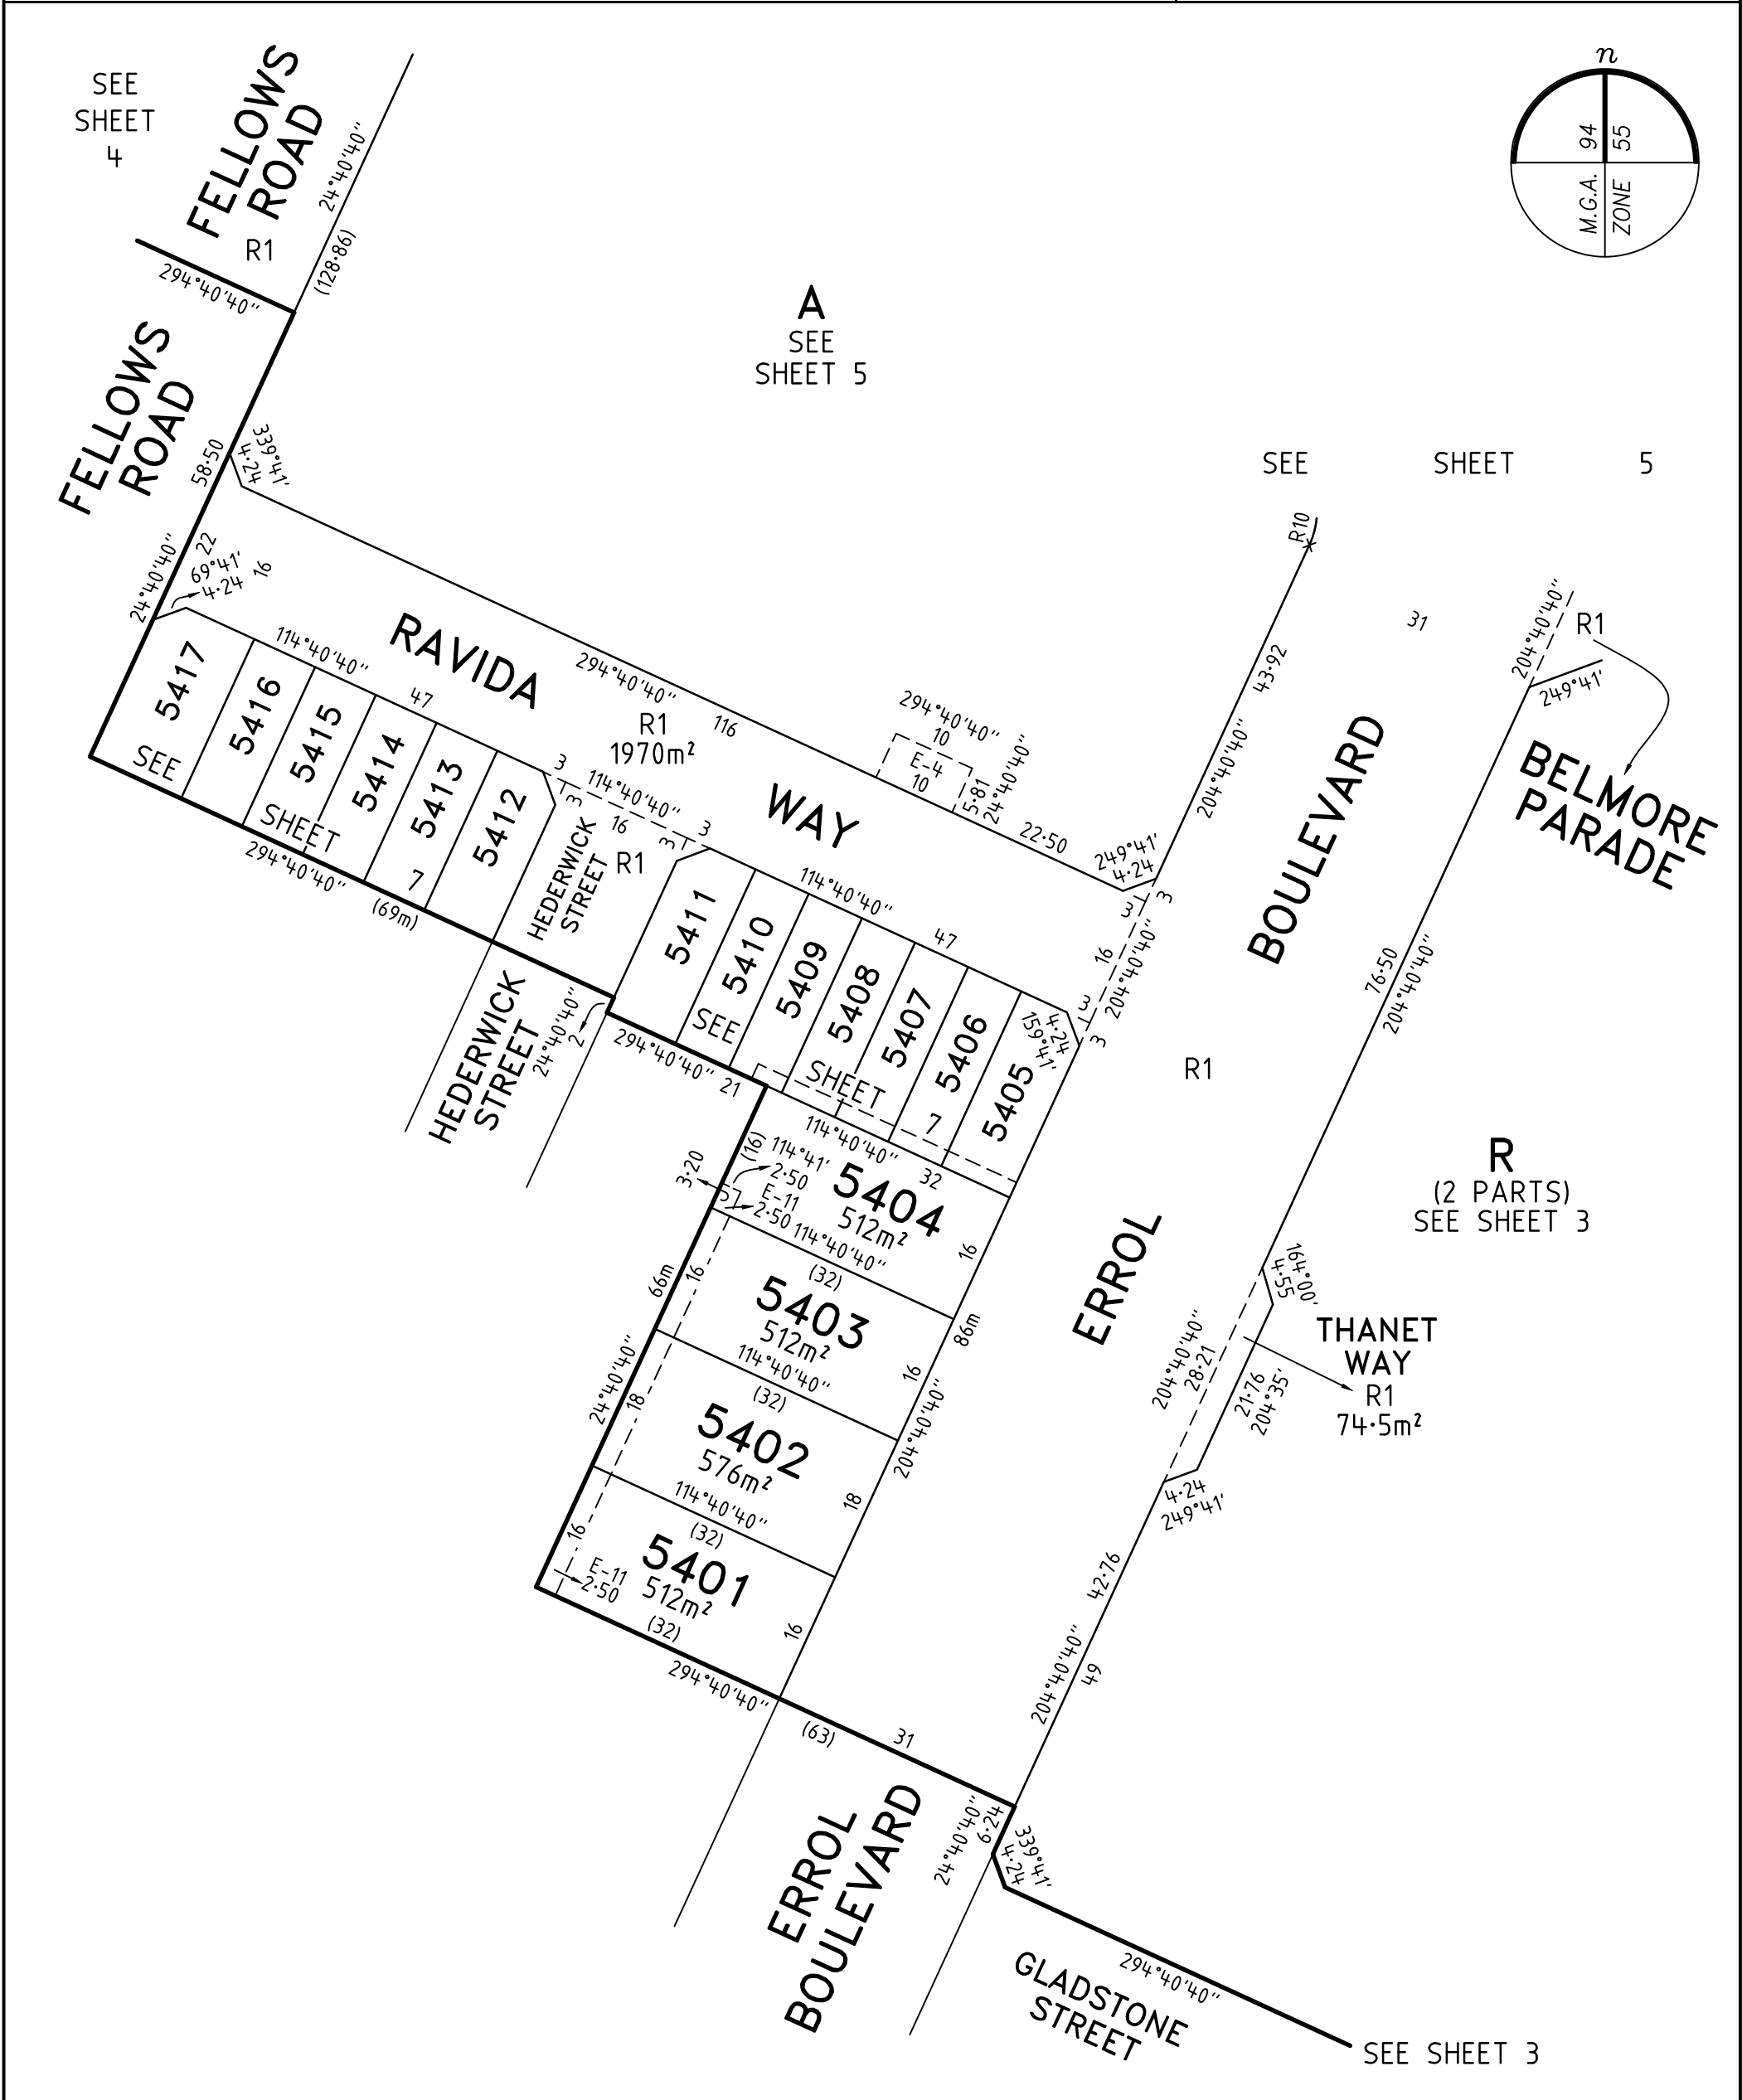 SEE
SHEET
4
FELLOWS
ROAD
R1
24°40'40"
(128·86)
294°40'40"
n
M.G.A. 94
ZONE 55
A
SEE
SHEET 5
FELLOWS
ROAD
58·50
339°41'
4·24
24°40'40"
22
69°41'
4·24
16
SEE SHEET 5
R10
43·92
204°40'40"
31
204°40'40"
R1
249°41'
BELMORE
PARADE
RAVIDA
WAY
294°40'40"
116
R1
1970m²
114°40'40"
47
5417
5416
5415
5414
5413
5412
SEE
SHEET
7
294°40'40"
(69m)
3
3
114°40'40"
16
3
3
HEDERWICK
STREET
R1
294°40'40"
10
E-4
10
5·81
24°40'40"
22·50
249°41'
4·24
3
3
16
204°40'40"
3
3
114°40'40"
47
5411
5410
5409
5408
5407
5406
5405
4·24
159°41'
SEE
SHEET
7
HEDERWICK
STREET
24°40'40"
2
294°40'40"
21
BOULEVARD
ERROL
R1
76·50
204°40'40"
R
(2 PARTS)
SEE SHEET 3
114°40'40"
32
(16)
114°41'
2·50
E-11
2·50
3·20
5
5404
512m²
114°40'40"
(32)
16
66m
16
5403
512m²
114°40'40"
(32)
16
86m
24°40'40"
18
5402
576m²
114°40'40"
(32)
18
204°40'40"
16
E-11
2·50
5401
512m²
(32)
16
294°40'40"
(63)
31
164°00'
4·55
THANET
WAY
R1
74·5m²
204°40'40"
28·21
21·76
204°35'
4·24
249°41'
42·76
204°40'40"
49
ERROL
BOULEVARD
24°40'40"
6·24
339°41'
4·24
GLADSTONE
STREET
294°40'40"
SEE SHEET 3